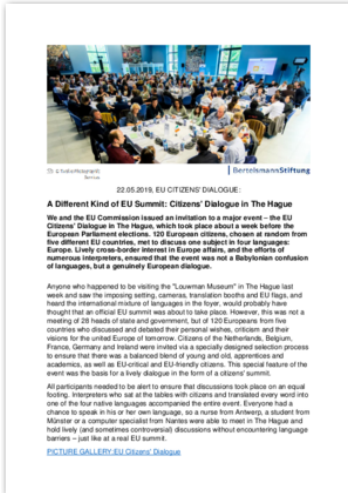 BertelsmannStiftung
22.05.2019, EU CITIZENS' DIALOGUE:
A Different Kind of EU Summit: Citizens' Dialogue in The Hague
We and the EU Commission issued an invitation to a major event – the EU
Citizens' Dialogue in The Hague, which took place about a week before the
European Parliament elections. 120 European citizens, chosen at random from
five different EU countries, met to discuss one subject in four languages:
Europe. Lively cross-border interest in Europe affairs, and the efforts of
numerous interpreters, ensured that the event was not a Babylonian confusion
of languages, but a genuinely European dialogue.
Anyone who happened to be visiting the "Louwman Museum" in The Hague last
week and saw the imposing setting, cameras, translation booths and EU flags, and
heard the international mixture of languages in the foyer, would probably have
thought that an official EU summit was about to take place. However, this was not a
meeting of 28 heads of state and government, but of 120 Europeans from five
countries who discussed and debated their personal wishes, criticism and their
visions for the united Europe of tomorrow. Citizens of the Netherlands, Belgium,
France, Germany and Ireland were invited via a specially designed selection process
to ensure that there was a balanced blend of young and old, apprentices and
academics, as well as EU-critical and EU-friendly citizens. This special feature of the
event was the basis for a lively dialogue in the form of a citizens' summit.
All participants needed to be alert to ensure that discussions took place on an equal
footing. Interpreters who sat at the tables with citizens and translated every word into
one of the four native languages accompanied the entire event. Everyone had a
chance to speak in his or her own language, so a nurse from Antwerp, a student from
Münster or a computer specialist from Nantes were able to meet in The Hague and
hold lively (and sometimes controversial) discussions without encountering language
barriers – just like at a real EU summit.
PICTURE GALLERY:EU Citizens' Dialogue